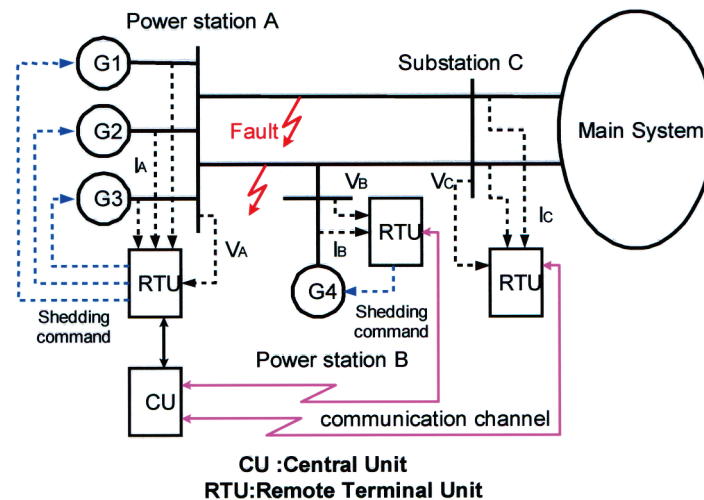 Power station A
G1
G2
G3
IA
Fault
Substation C
Main System
VA
VB
VC
IB
IC
RTU
RTU
RTU
G4
Shedding
command
Shedding
command
Power station B
CU
communication channel
CU :Central Unit
RTU:Remote Terminal Unit